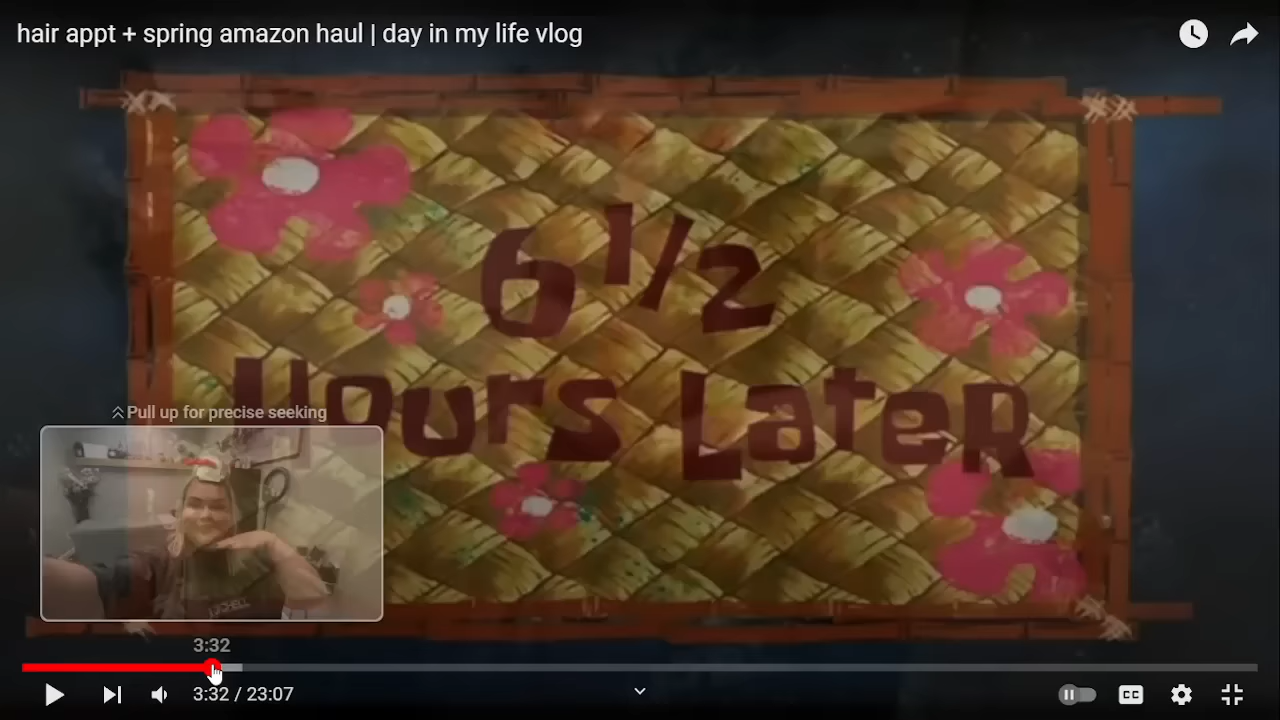 hair appt + spring amazon haul | day in my life vlog
6 1/2
Hours Later
Pull up for precise seeking
3:32
3:32 / 23:07
CC